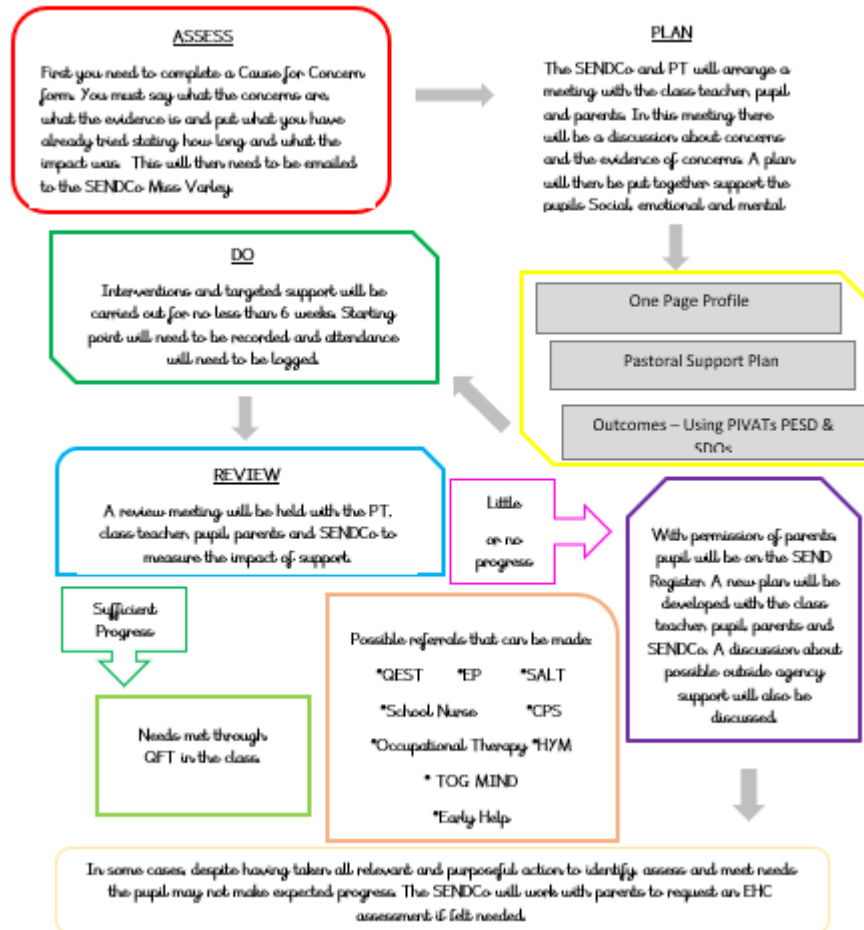 ASSESS
First you need to complete a Cause for Concern
form. You must say what the concerns are,
what the evidence is and put what you have
already tried stating how long and what the
impact was. This will then need to be emailed
to the SENDCo Miss Varley.
PLAN
The SENDCo and PT will arrange a
meeting with the class teacher, pupil
and parents. In this meeting there
will be a discussion about concerns
and the evidence of concerns. A plan
will then be put together support the
pupils Social, emotional and mental
One Page Profile
Pastoral Support Plan
Outcomes – Using PIVATs PESD &
SDQs
DO
Interventions and targeted support will be
carried out for no less than 6 weeks. Starting
point will need to be recorded and attendance
will need to be logged.
REVIEW
A review meeting will be held with the PT,
class teacher, pupil, parents and SENDCo to
measure the impact of support.
Little
or no
progress
With permission of parents,
pupil will be on the SEND
Register. A new plan will be
developed with the class
teacher, pupil, parents and
SENDCo. A discussion about
possible outside agency
support will also be
discussed.
Sufficient
Progress
Needs met through
QFT in the class.
Possible referrals that can be made:
*QEST *EP *SALT
*School Nurse *CPS
*Occupational Therapy *HYM
* TOG MIND
*Early Help
In some cases, despite having taken all relevant and purposeful action to identify, assess and meet needs
the pupil may not make expected progress. The SENDCo will work with parents to request an EHC
assessment if felt needed.